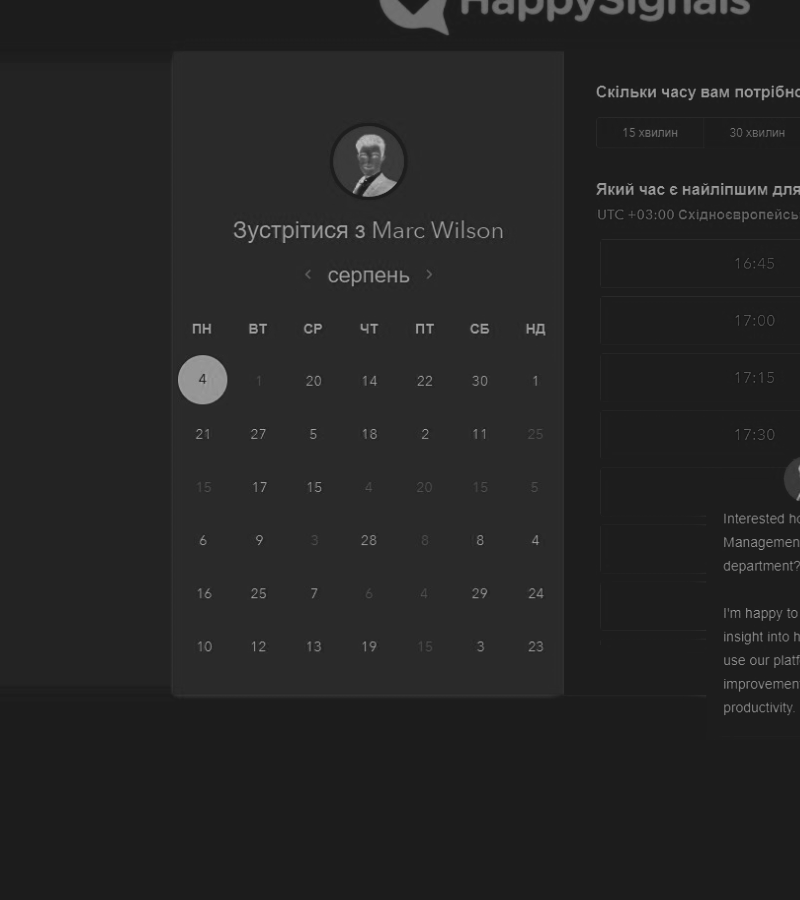 HappySignals
Зустрітися з Marc Wilson
серпень
ПН ВТ СР ЧТ ПТ СБ НД
4 1 20 14 22 30 1
21 27 5 18 2 11 25
15 17 15 4 20 15 5
6 9 3 28 8 8 4
16 25 7 6 4 29 24
10 12 13 19 15 3 23
Скільки часу вам потрібно
15 хвилин 30 хвилин
Який час є найліпшим для
UTC +03:00 Східноєвропейсь
16:45
17:00
17:15
17:30
Interested
Management
department?
I'm happy to
insight into
use our
improvement
productivity.